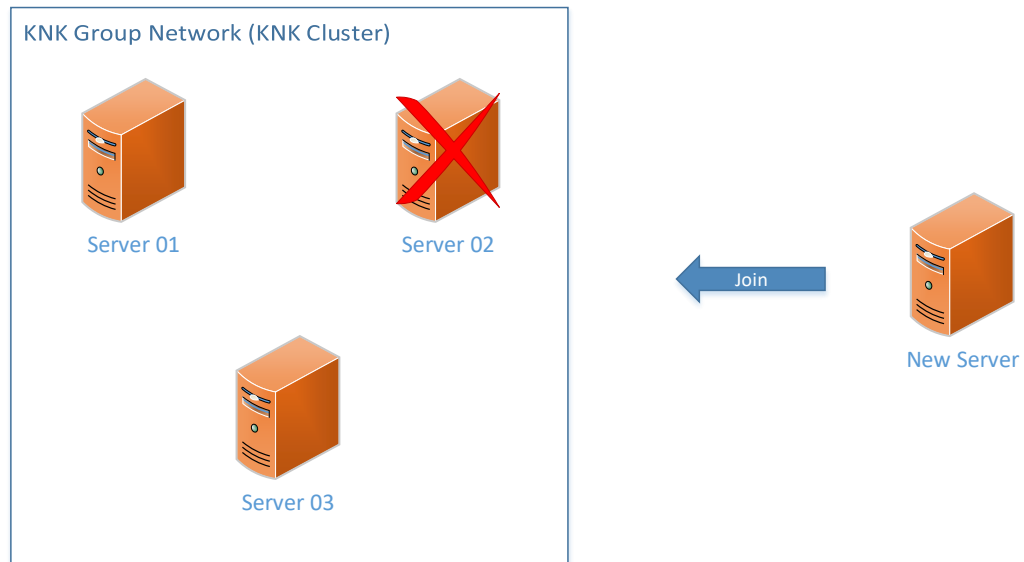 KNK Group Network (KNK Cluster)
Server 01
Server 02
Join
New Server
Server 03